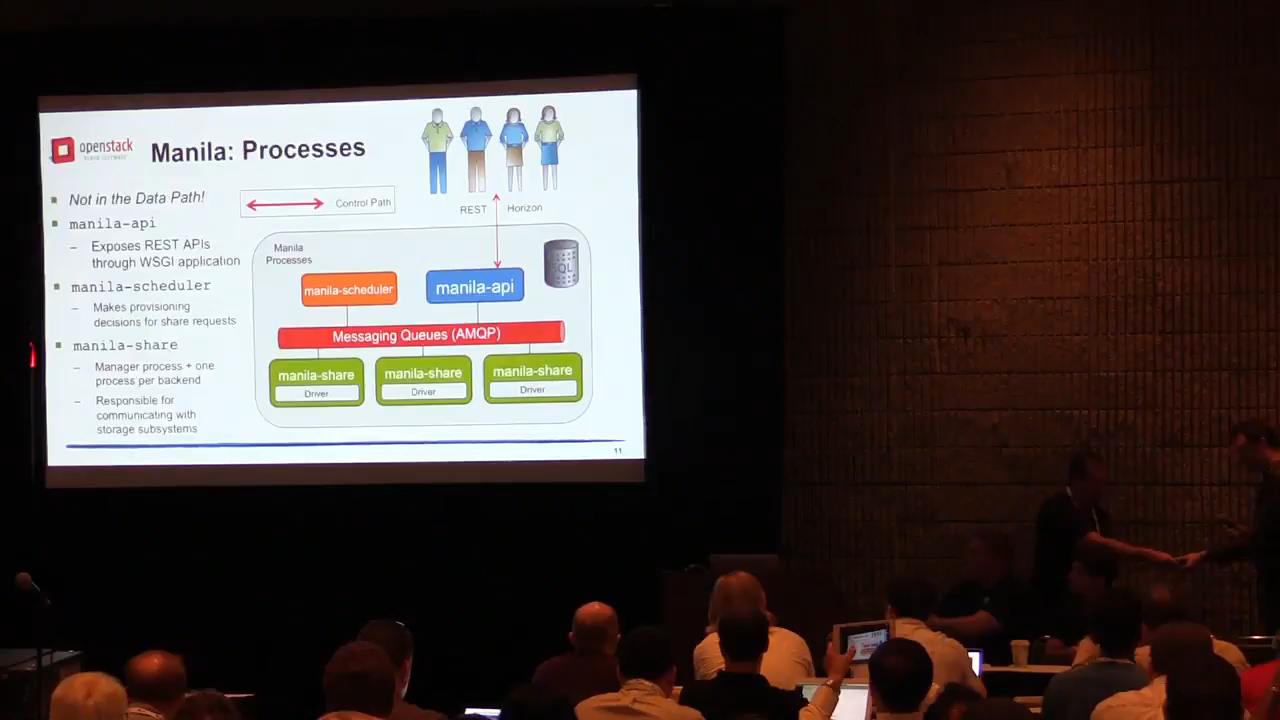 openstack
Manila: Processes
Not in the Data Path!
manila-api
– Exposes REST APIs
through WSGI application
manila-scheduler
– Makes provisioning
decisions for share requests
manila-share
– Manager process + one
process per backend
– Responsible for
communicating with
storage subsystems
Control Path
REST Horizon
Manila
Processes
SQL
manila-scheduler
manila-api
Messaging Queues (AMQP)
manila-share
Driver
manila-share
Driver
manila-share
Driver
11